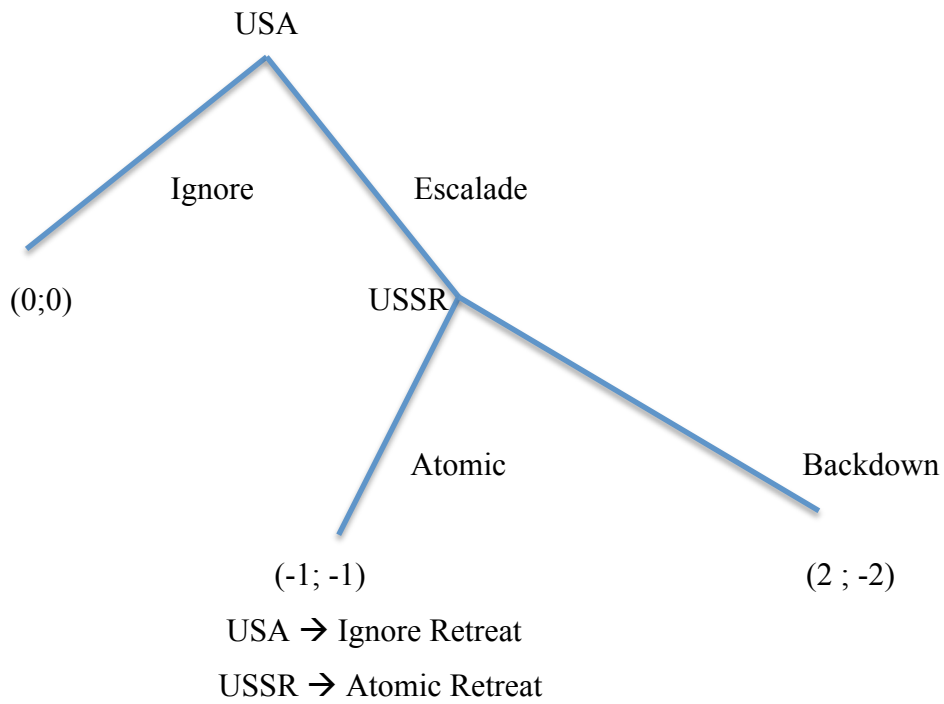 USA
Ignore Escalade
(0;0) USSR
Atomic Backdown
(-1; -1) (2 ; -2)
USA → Ignore Retreat
USSR → Atomic Retreat